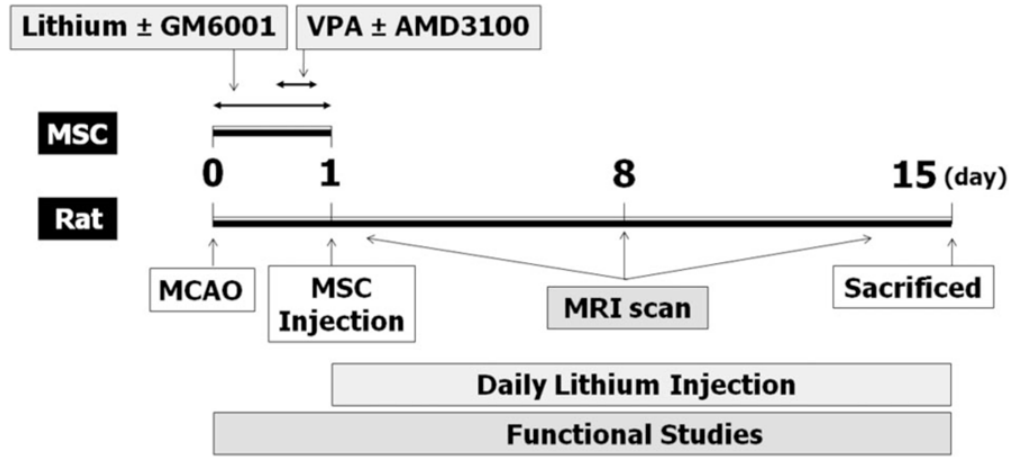 Lithium ± GM6001
VPA ± AMD3100
MSC
0 1 8 15 (day)
Rat
MCAO
MSC
Injection
MRI scan
Sacrificed
Daily Lithium Injection
Functional Studies